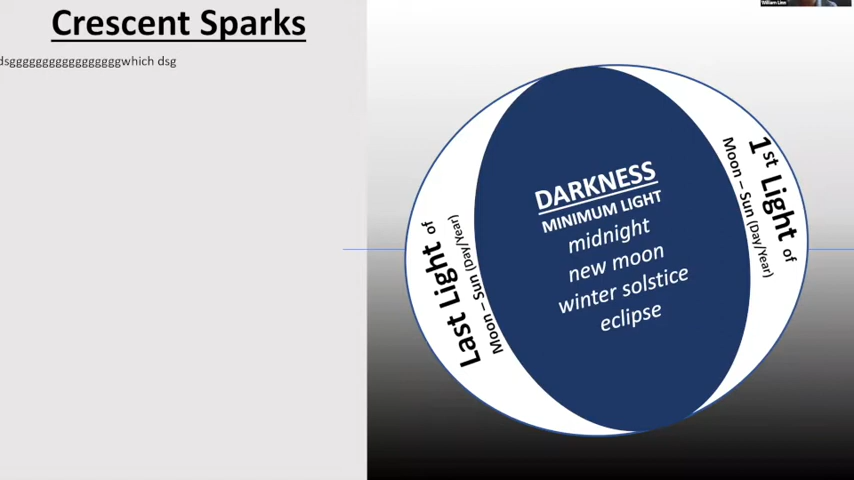 Crescent Sparks
dsgggggggggggggggggwhich dsg
William Linn
DARKNESS
MINIMUM LIGHT
midnight
new moon
winter solstice
eclipse
Last Light of
Moon – Sun (Day/Year)
1st Light of
Moon – Sun (Day/Year)